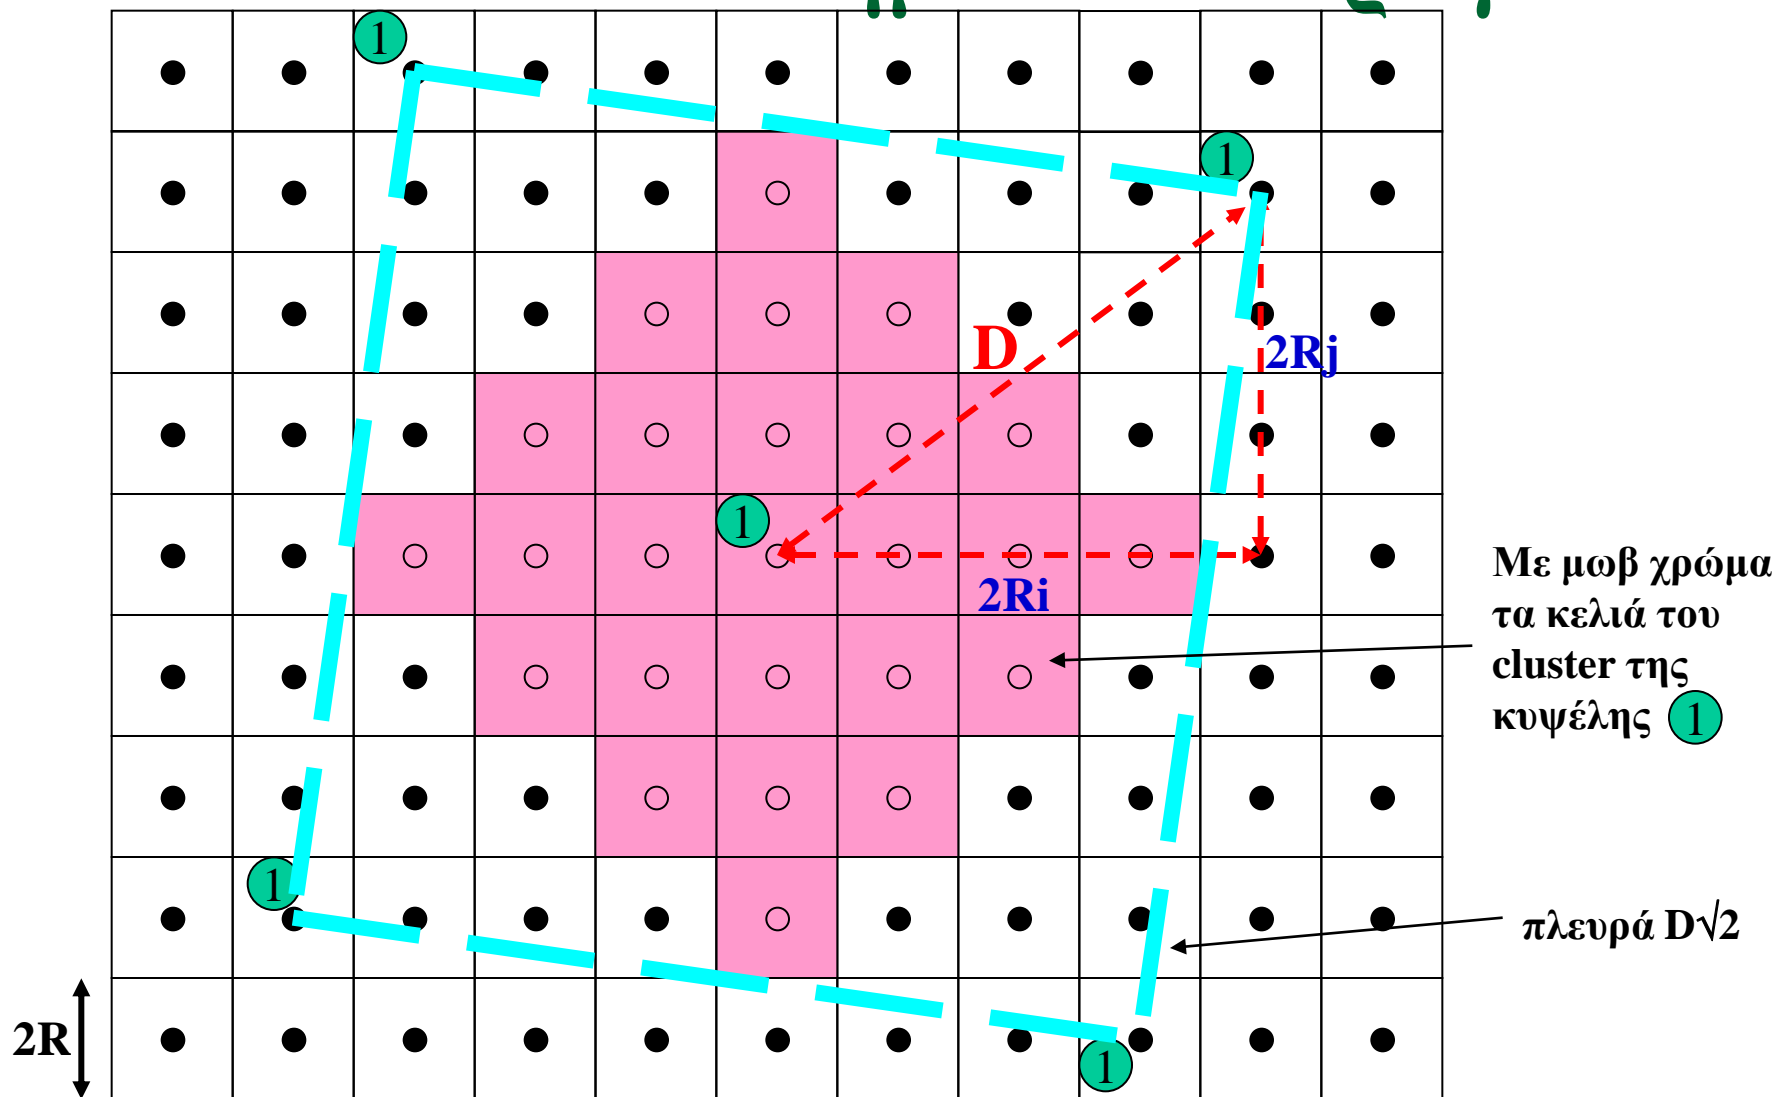 1
1
D
2Rj
1
2Ri
Με μωβ χρώμα
τα κελιά του
cluster της
κυψέλης 1
1
πλευρά D√2
2R
1